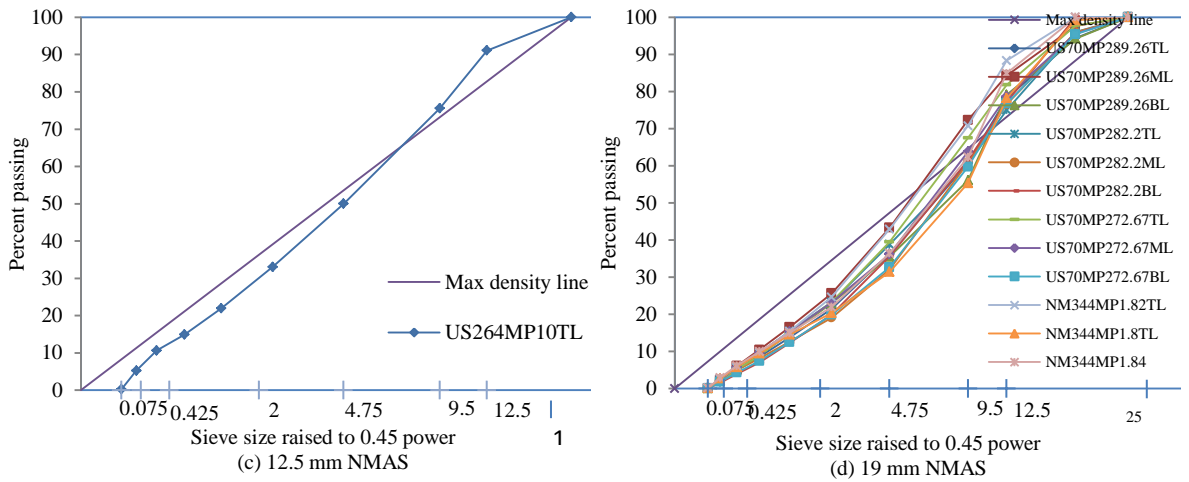 100
90
80
70
60
50
40
30
20
10
0
Percent passing
Max density line
US264MP10TL
0.075
0.425
2
4.75
9.5
12.5
1
Sieve size raised to 0.45 power
(c) 12.5 mm NMAS
100
90
80
70
60
50
40
30
20
10
0
Percent passing
Max density line
US70MP289.26TL
US70MP289.26ML
US70MP289.26BL
US70MP282.2TL
US70MP282.2ML
US70MP282.2BL
US70MP272.67TL
US70MP272.67ML
US70MP272.67BL
NM344MP1.82TL
NM344MP1.8TL
NM344MP1.84
0.075
0.425
2
4.75
9.5
12.5
25
Sieve size raised to 0.45 power
(d) 19 mm NMAS